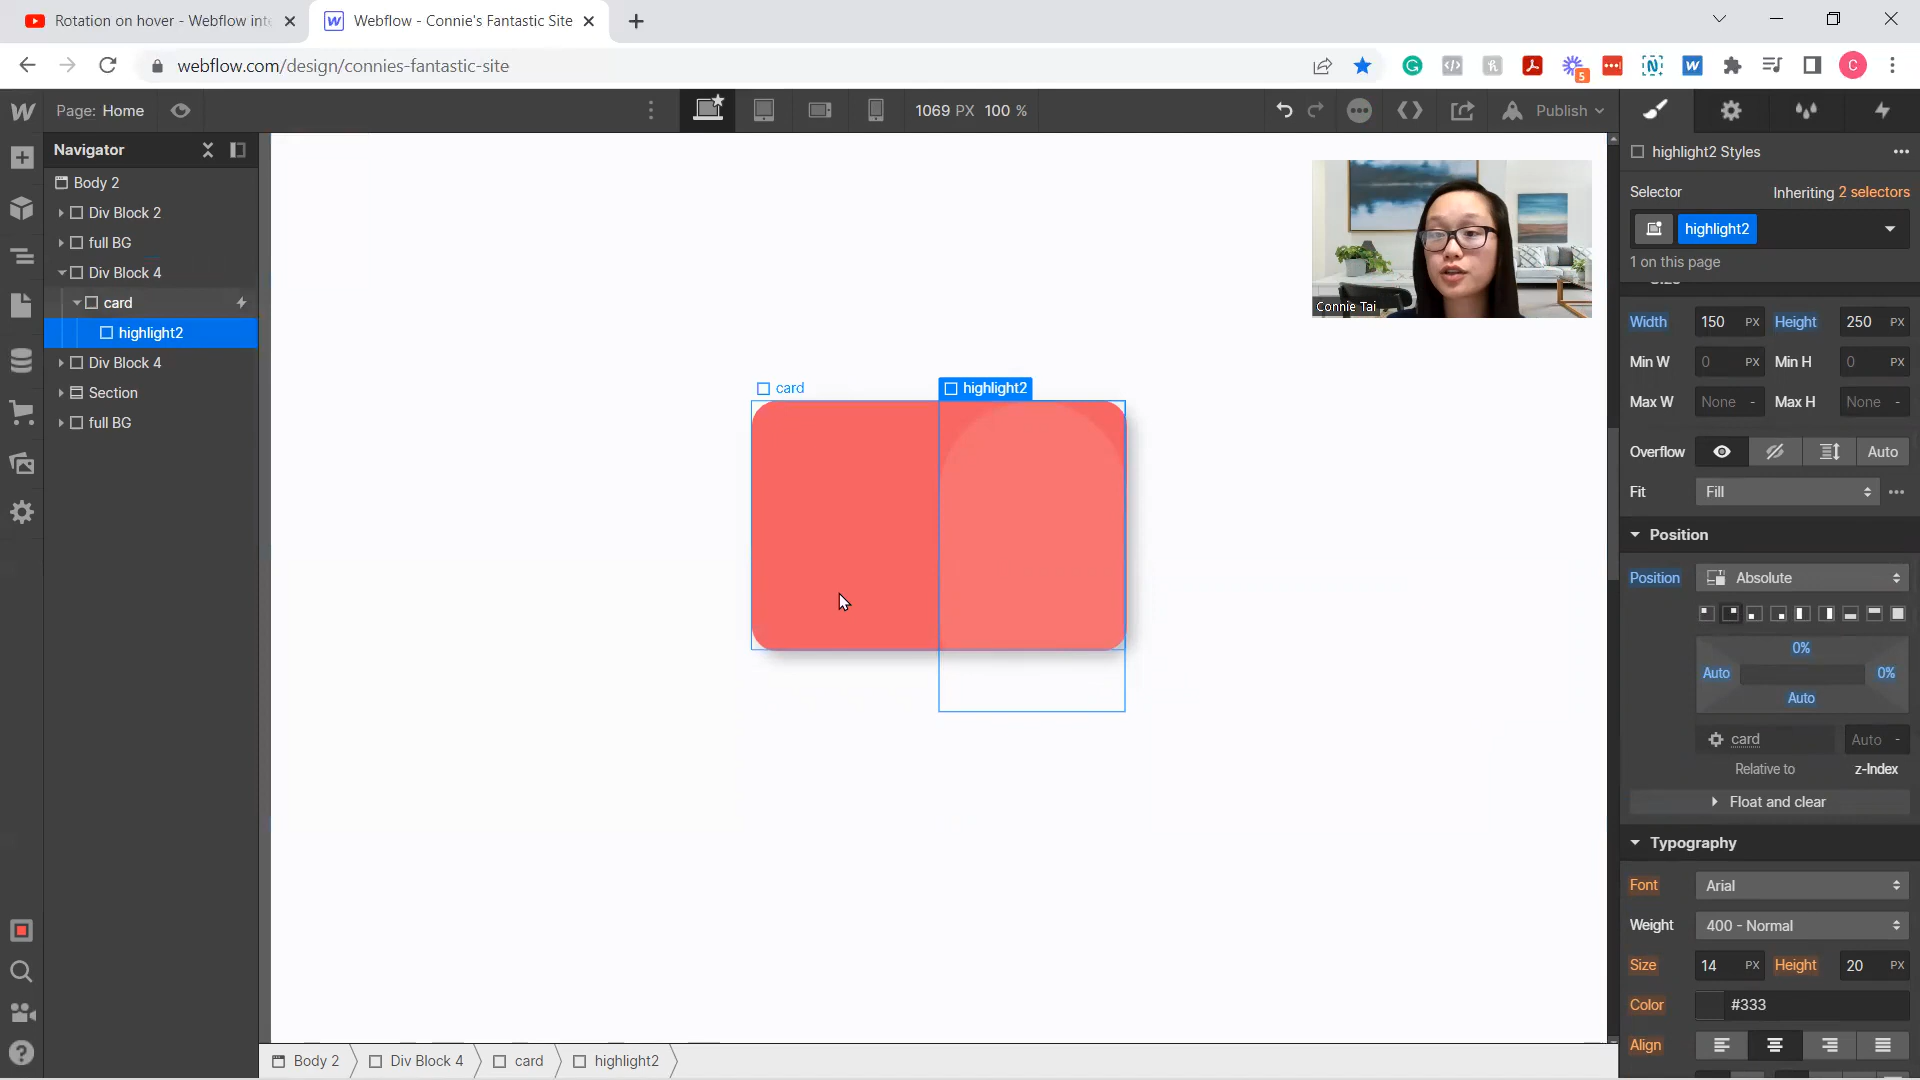 Rotation on hover - Webflow inte
Webflow - Connie's Fantastic Site
webflow.com/design/connies-fantastic-site
5
C
Page: Home
1069 PX 100 %
Publish
Navigator
Body 2
Div Block 2
full BG
Div Block 4
card
highlight2
Div Block 4
Section
full BG
card
highlight2
Connie Tai
highlight2 Styles
Selector
Inheriting 2 selectors
highlight2
1 on this page
Width 150 PX Height 250 PX
Min W 0 PX Min H 0 PX
Max W None - Max H None -
Overflow Auto
Fit Fill
Position
Position Absolute
0%
Auto 0%
Auto
card Auto -
Relative to z-Index
Float and clear
Typography
Font Arial
Weight 400 - Normal
Size 14 PX Height 20 PX
Color #333
Align
Body 2
Div Block 4
card
highlight2